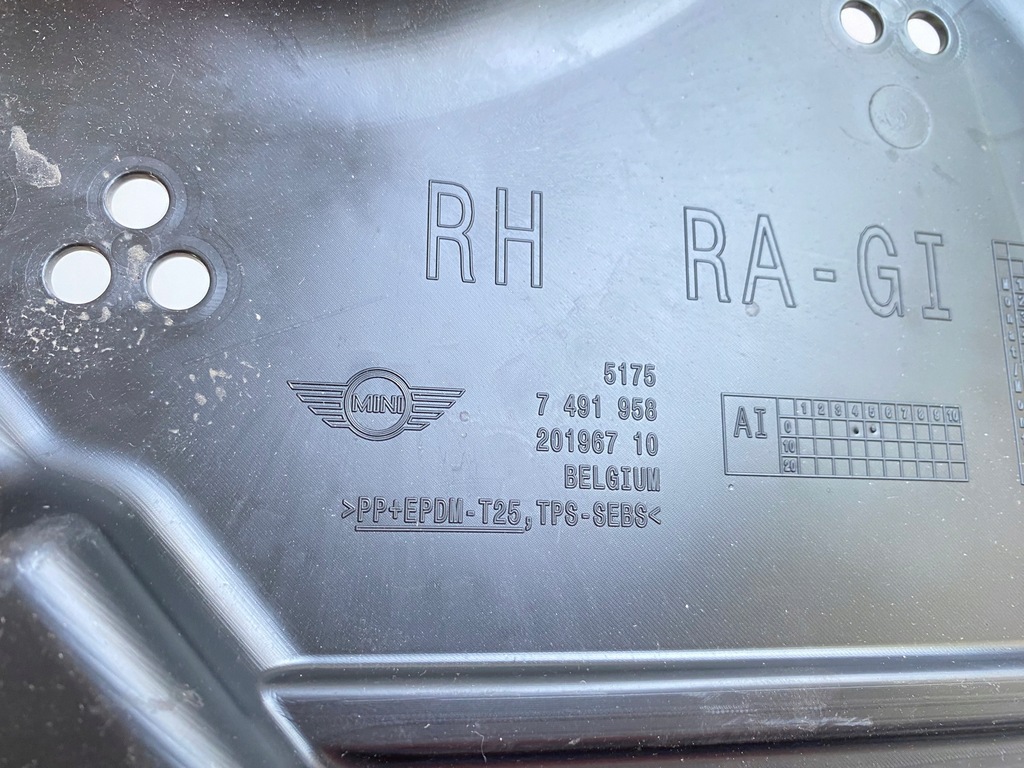 RH RA-GI
MINI
5175
7 491 958
201967 10
BELGIUM
>PP+EPDM-T25,TPS-SEBS<
AI
1 2 3 4 5 6 7 8 9 10
0
10
20